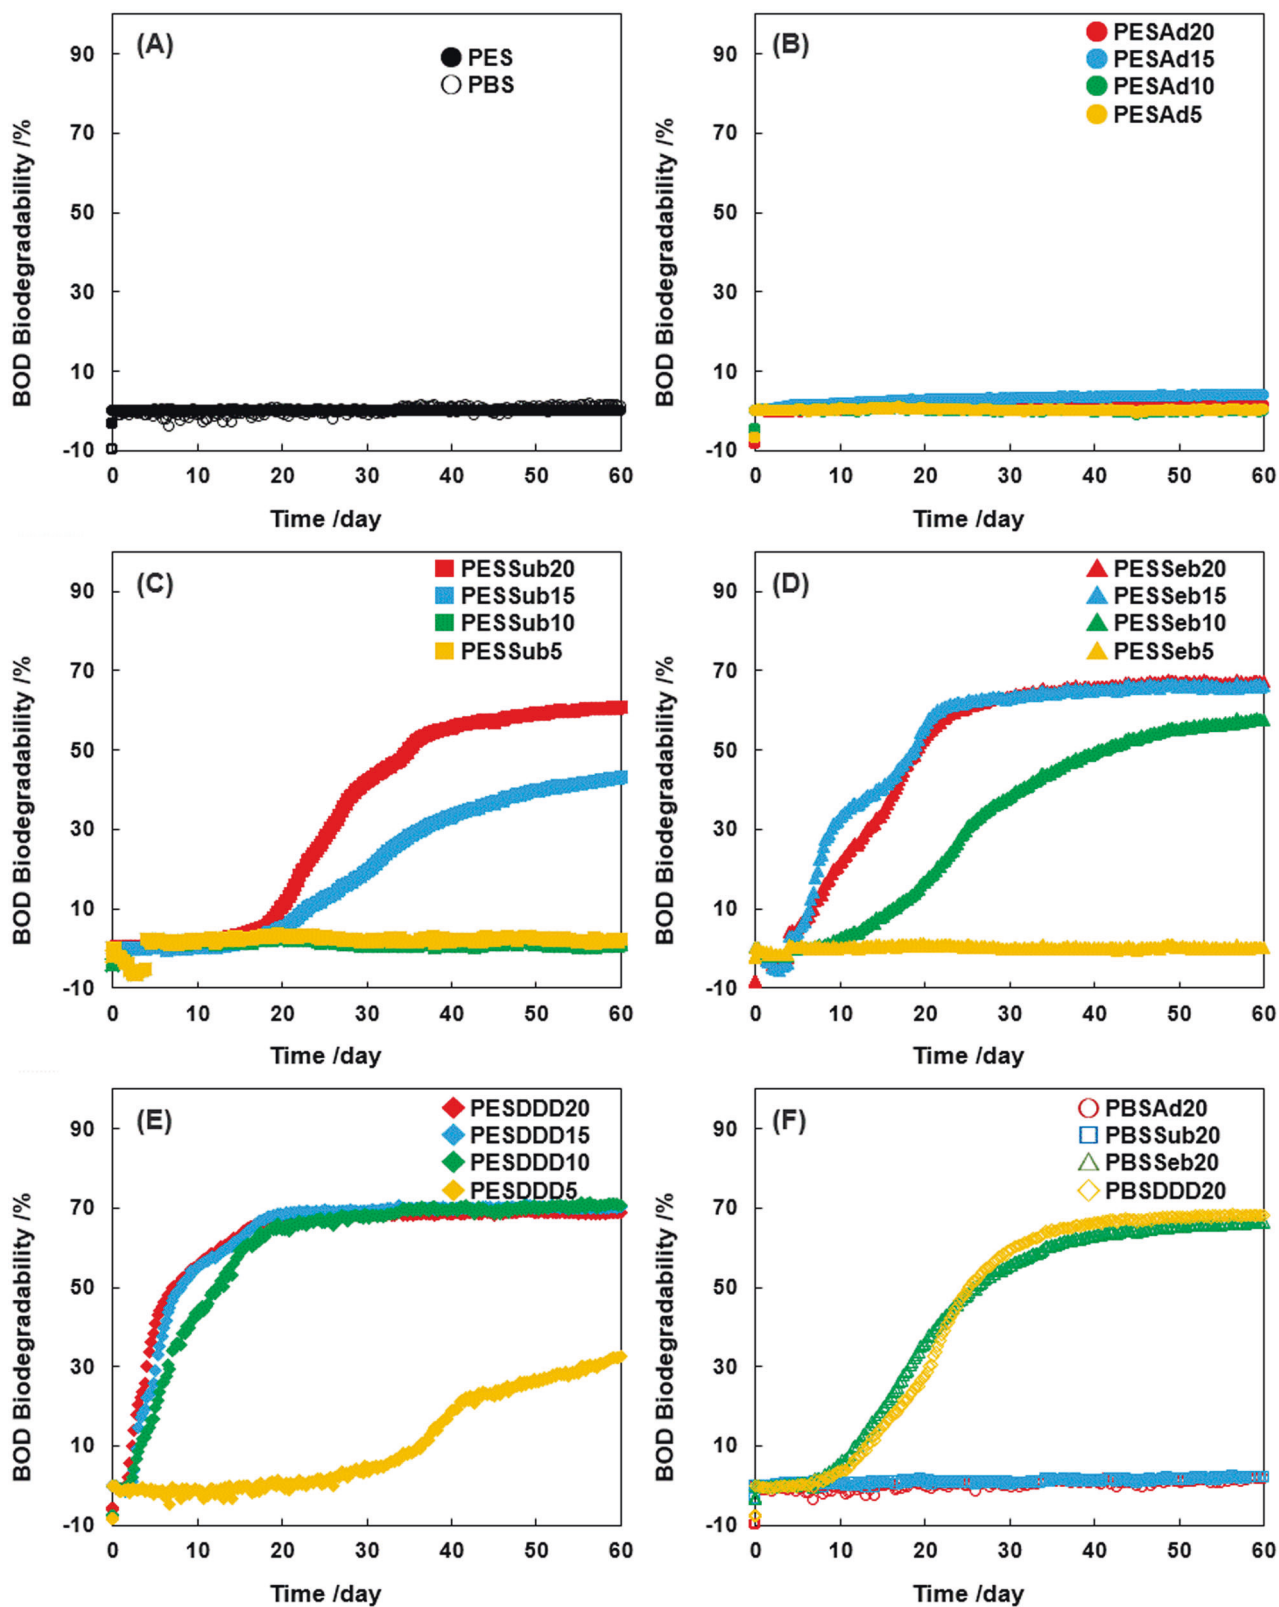 (A)
PES
PBS
BOD Biodegradability /%
90
70
50
30
10
-10
0 10 20 30 40 50 60
Time /day
(B)
PESAd20
PESAd15
PESAd10
PESAd5
BOD Biodegradability /%
90
70
50
30
10
-10
0 10 20 30 40 50 60
Time /day
(C)
PESSub20
PESSub15
PESSub10
PESSub5
BOD Biodegradability /%
90
70
50
30
10
-10
0 10 20 30 40 50 60
Time /day
(D)
PESSeb20
PESSeb15
PESSeb10
PESSeb5
BOD Biodegradability /%
90
70
50
30
10
-10
0 10 20 30 40 50 60
Time /day
(E)
PESDDD20
PESDDD15
PESDDD10
PESDDD5
BOD Biodegradability /%
90
70
50
30
10
-10
0 10 20 30 40 50 60
Time /day
(F)
PBSAd20
PBSSub20
PBSSeb20
PBSDDD20
BOD Biodegradability /%
90
70
50
30
10
-10
0 10 20 30 40 50 60
Time /day